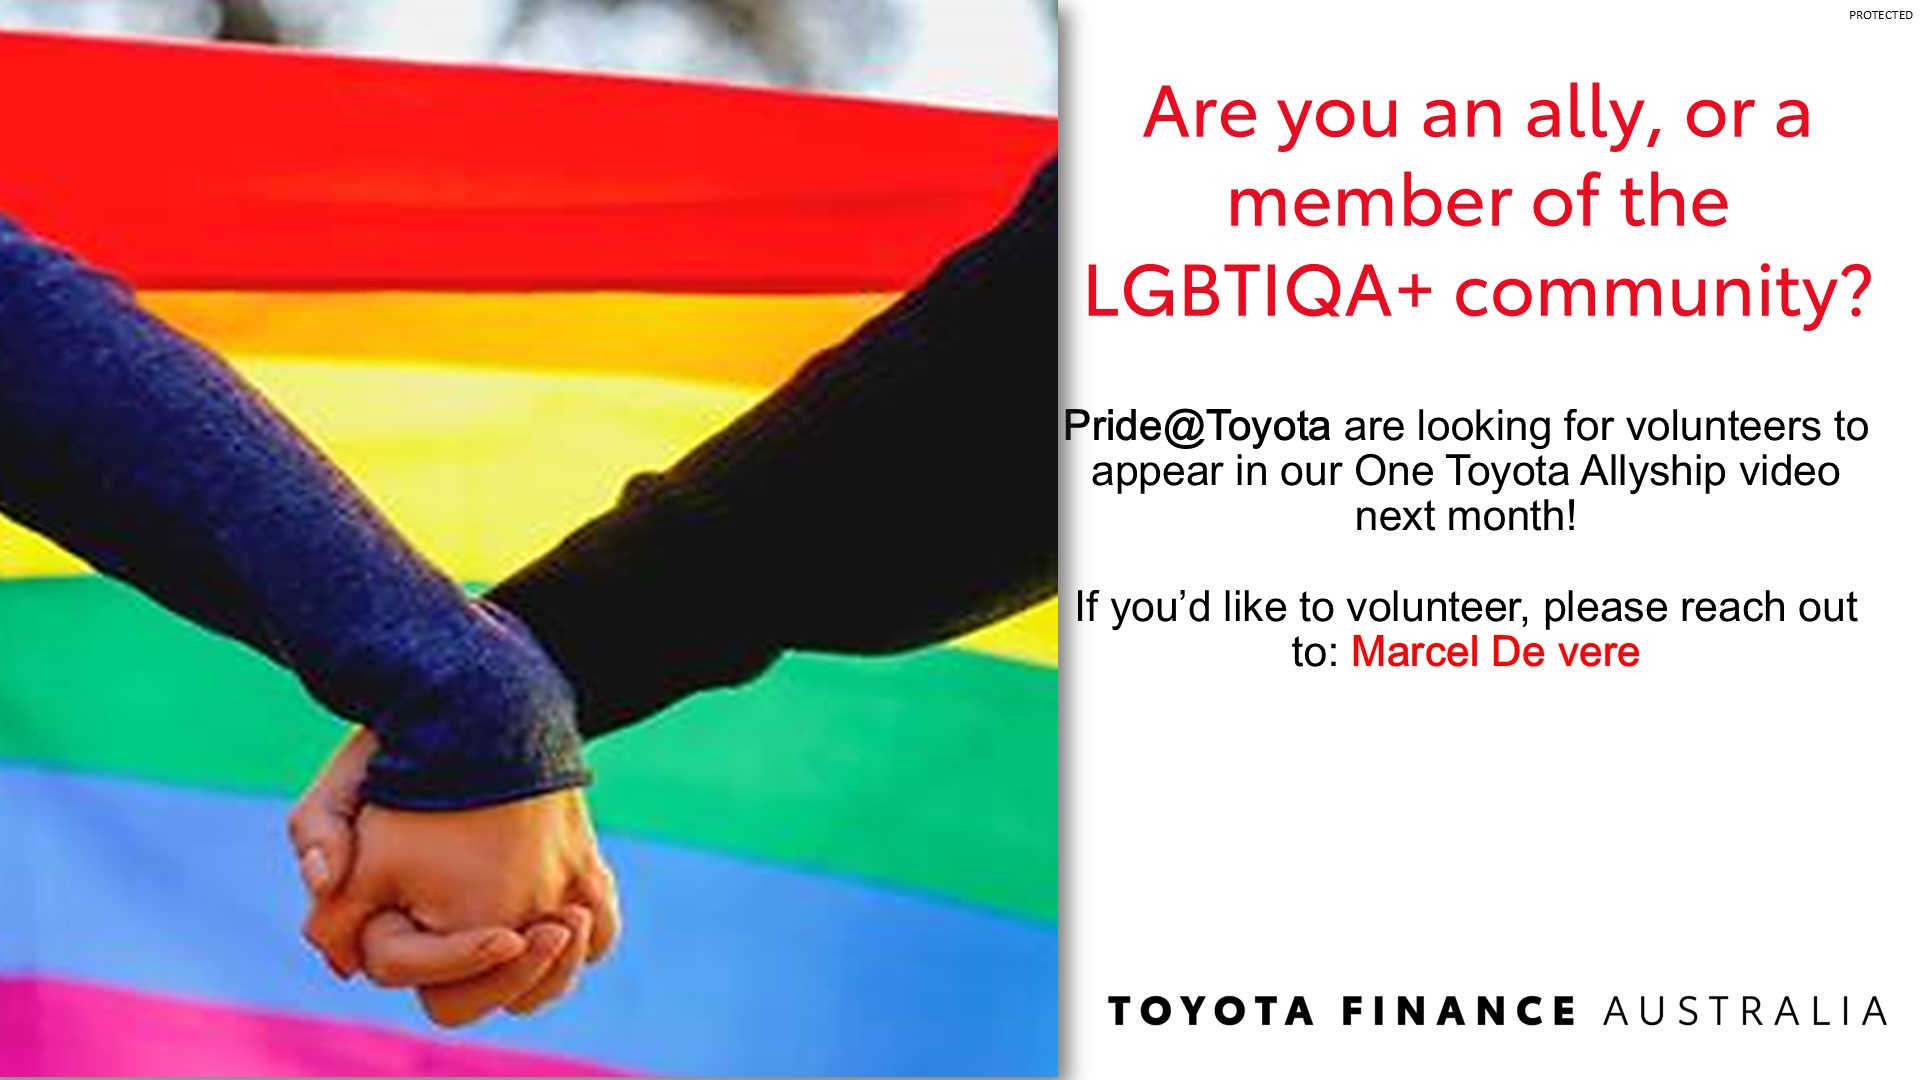 PROTECTED
Are you an ally, or a
member of the
LGBTIQA+ community?
Pride@Toyota are looking for volunteers to
appear in our One Toyota Allyship video
next month!
If you’d like to volunteer, please reach out
to: Marcel De vere
TOYOTA FINANCE AUSTRALIA